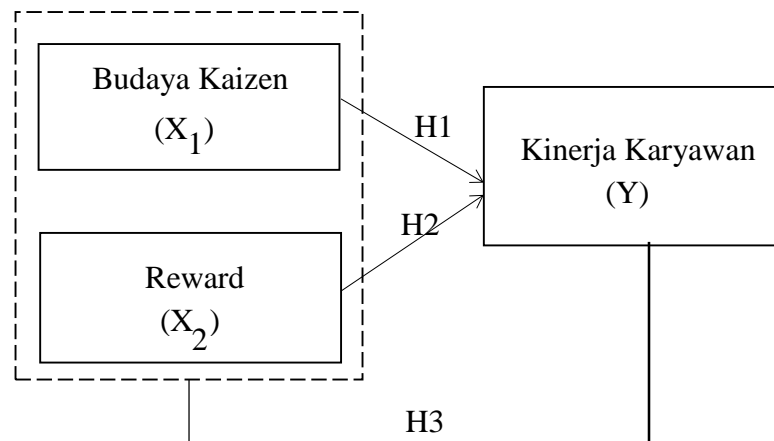 Budaya Kaizen
(X1)
H1
Kinerja Karyawan
(Y)
H2
Reward
(X2)
H3